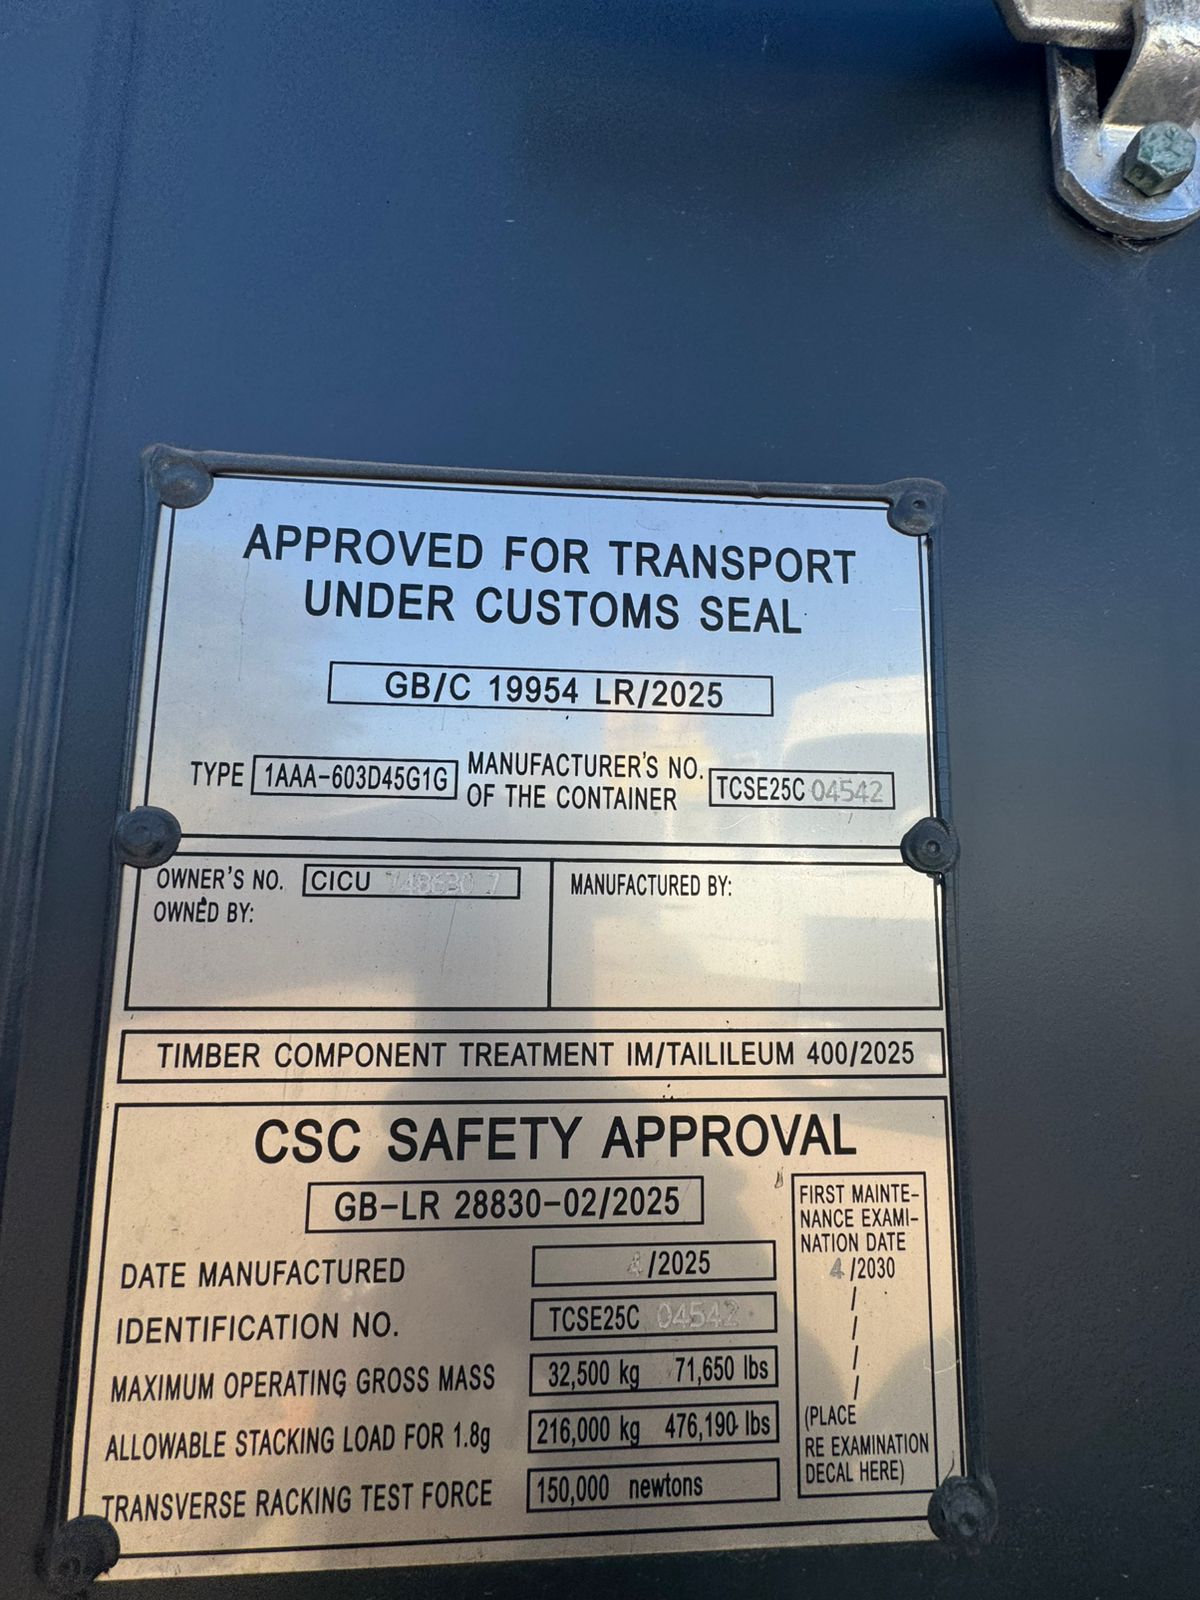 APPROVED FOR TRANSPORT
UNDER CUSTOMS SEAL
GB/C 19954 LR/2025
TYPE 1AAA-603D45G1G
MANUFACTURER'S NO.
OF THE CONTAINER
TCSE25C 04542
OWNER'S NO. CICU
OWNED BY:
MANUFACTURED BY:
TIMBER COMPONENT TREATMENT IM/TAILILEUM 400/2025
CSC SAFETY APPROVAL
GB-LR 28830-02/2025
DATE MANUFACTURED 4/2025
IDENTIFICATION NO. TCSE25C 04542
MAXIMUM OPERATING GROSS MASS 32,500 kg 71,650 lbs
ALLOWABLE STACKING LOAD FOR 1.8g 216,000 kg 476,190 lbs
TRANSVERSE RACKING TEST FORCE 150,000 newtons
FIRST MAINTE-
NANCE EXAMI-
NATION DATE
4/2030
/
/
/
/
(PLACE
RE EXAMINATION
DECAL HERE)